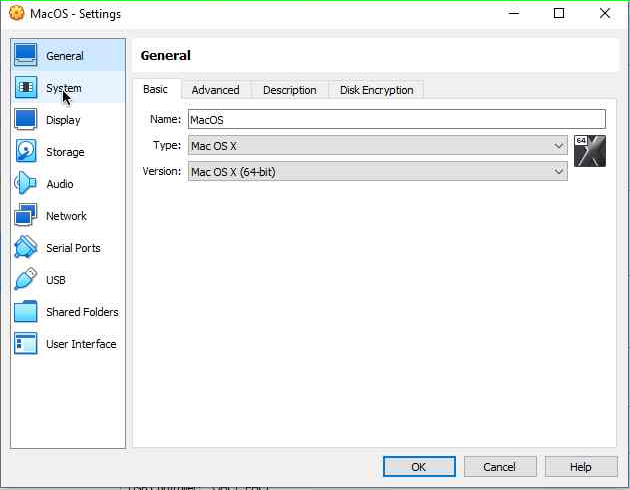 MacOS - Settings
General
System
Display
Storage
Audio
Network
Serial Ports
USB
Shared Folders
User Interface
General
Basic Advanced Description Disk Encryption
Name: MacOS
Type: Mac OS X
64
Version: Mac OS X (64-bit)
OK Cancel Help